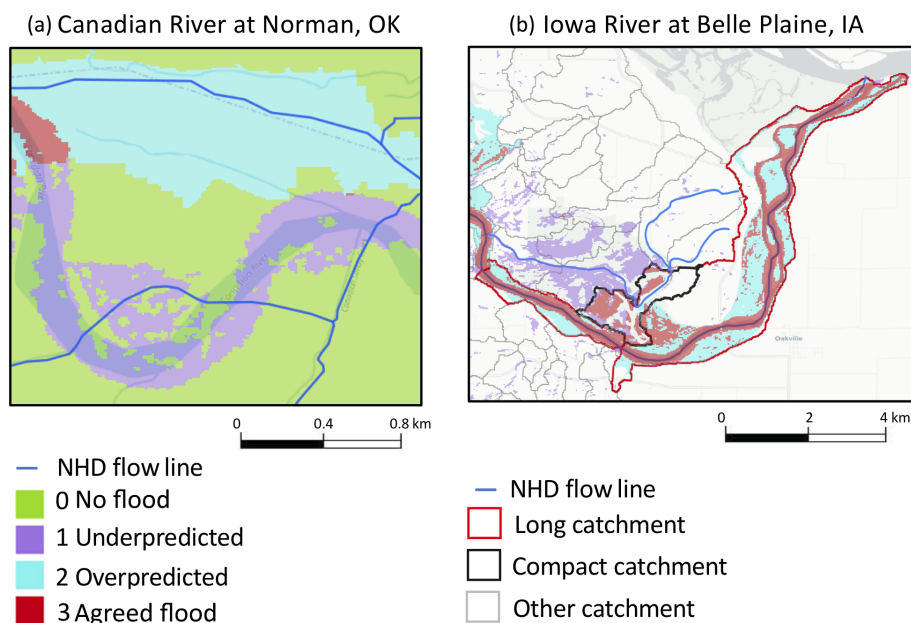 (a) Canadian River at Norman, OK
(b) Iowa River at Belle Plaine, IA
Oakville
0 0.4 0.8 km
0 2 4 km
NHD flow line
0 No flood
1 Underpredicted
2 Overpredicted
3 Agreed flood
NHD flow line
Long catchment
Compact catchment
Other catchment